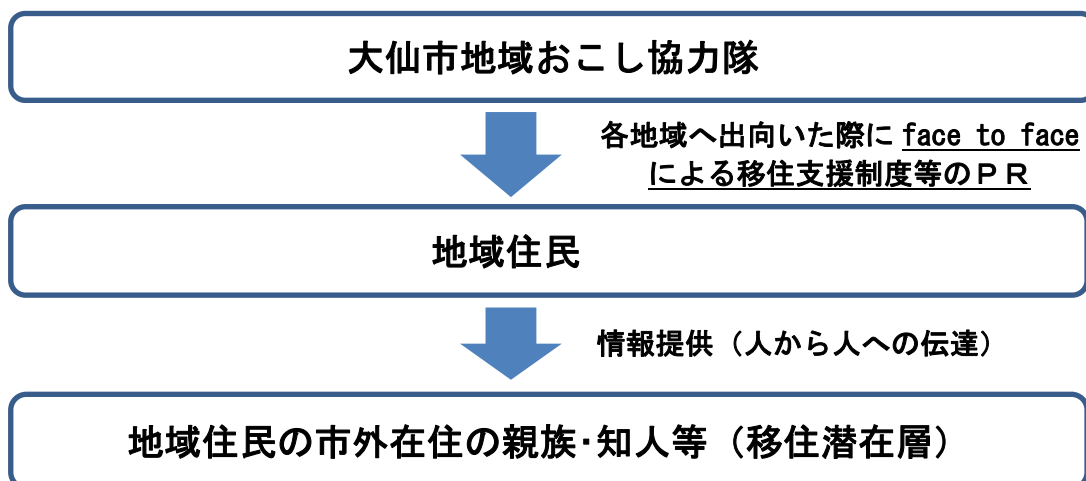 大仙市地域おこし協力隊
各地域へ出向いた際に face to face
による移住支援制度等のＰＲ
地域住民
情報提供（人から人への伝達）
地域住民の市外在住の親族・知人等（移住潜在層）